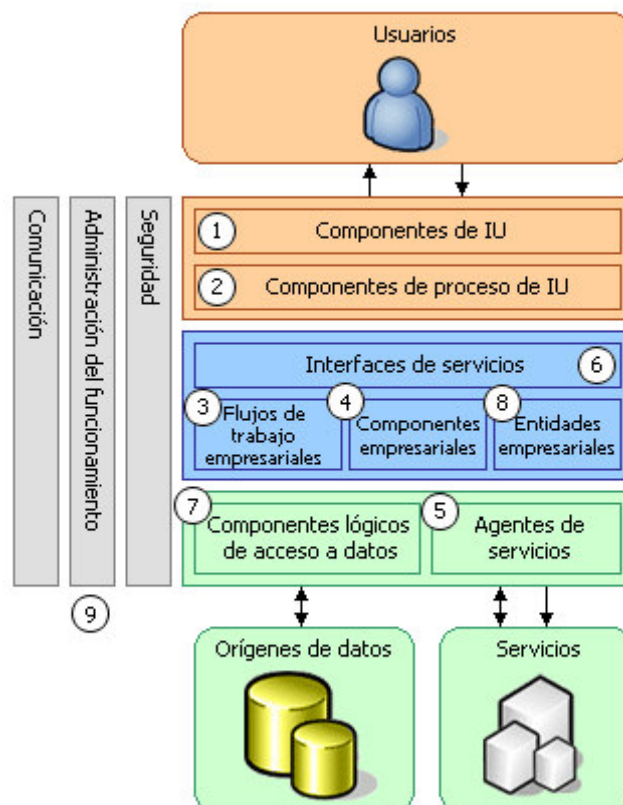 Usuarios
Comunicación
Administración del funcionamiento
Seguridad
1
Componentes de IU
2
Componentes de proceso de IU
Interfaces de servicios
6
3
Flujos de
trabajo
empresariales
4
Componentes
empresariales
8
Entidades
empresariales
7
Componentes lógicos
de acceso a datos
5
Agentes de
servicios
9
Orígenes de datos
Servicios